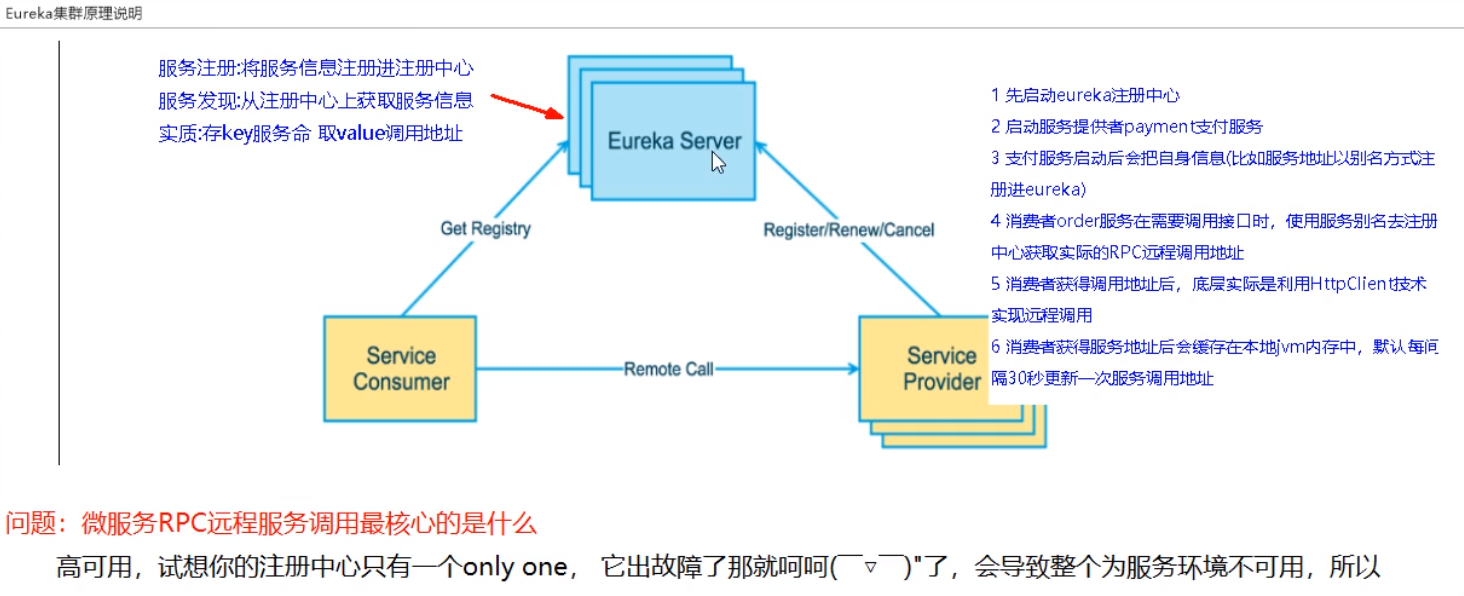 Eureka集群原理说明
服务注册:将服务信息注册进注册中心
服务发现:从注册中心上获取服务信息
实质:存key服务命 取value调用地址
Eureka Server
1 先启动eureka注册中心
2 启动服务提供者payment支付服务
3 支付服务启动后会把自身信息(比如服务地址以别名方式注
册进eureka)
4 消费者order服务在需要调用接口时，使用服务别名去注册
中心获取实际的RPC远程调用地址
5 消费者获得调用地址后，底层实际是利用HttpClient技术
实现远程调用
6 消费者获得服务地址后会缓存在本地jvm内存中，默认每间
隔30秒更新一次服务调用地址
Get Registry
Register/Renew/Cancel
Service
Consumer
Remote Call
Service
Provider
问题：微服务RPC远程服务调用最核心的是什么
高可用，试想你的注册中心只有一个only one， 它出故障了那就呵呵(￣▽￣)"了，会导致整个为服务环境不可用，所以